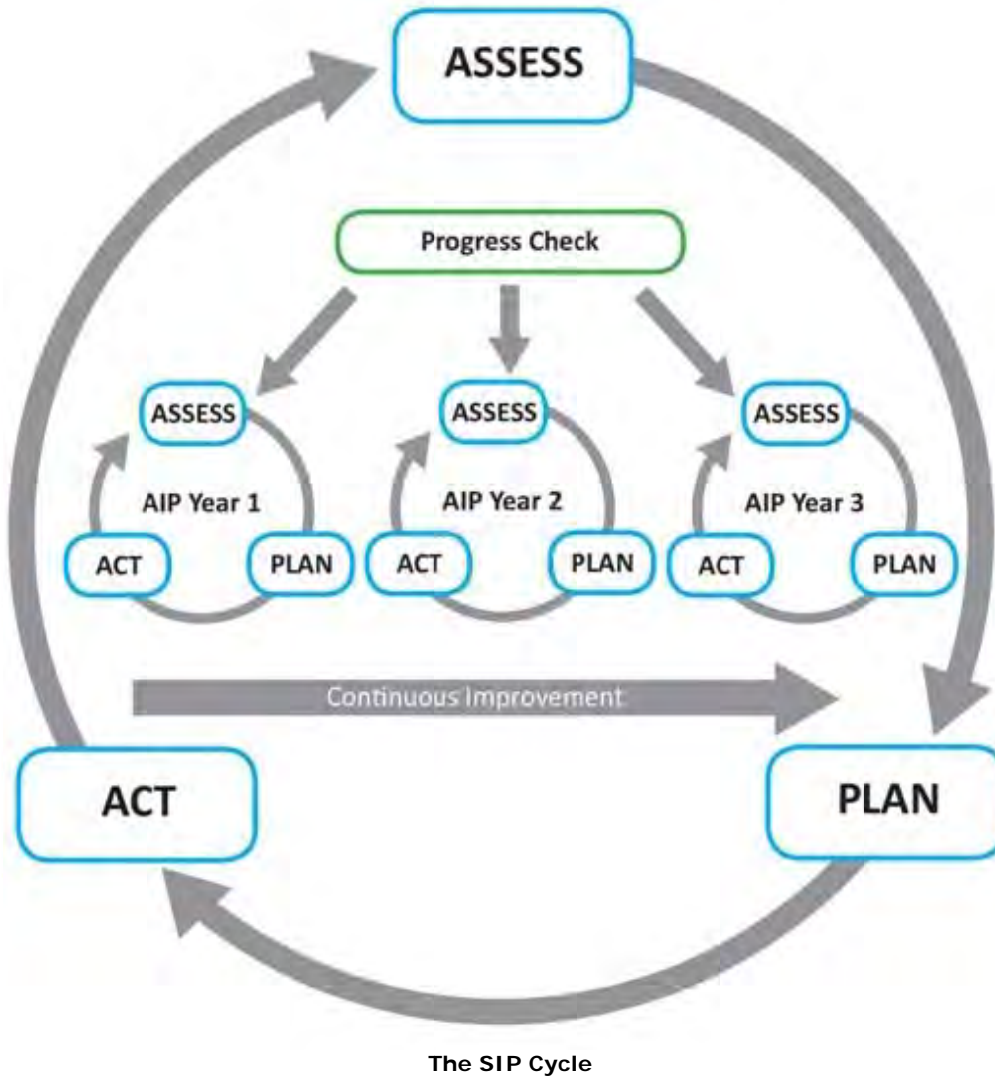 ASSESS
Progress Check
ASSESS
AIP Year 1
ACT
PLAN
ASSESS
AIP Year 2
ACT
PLAN
ASSESS
AIP Year 3
ACT
PLAN
Continuous Improvement
ACT
PLAN
The SIP Cycle